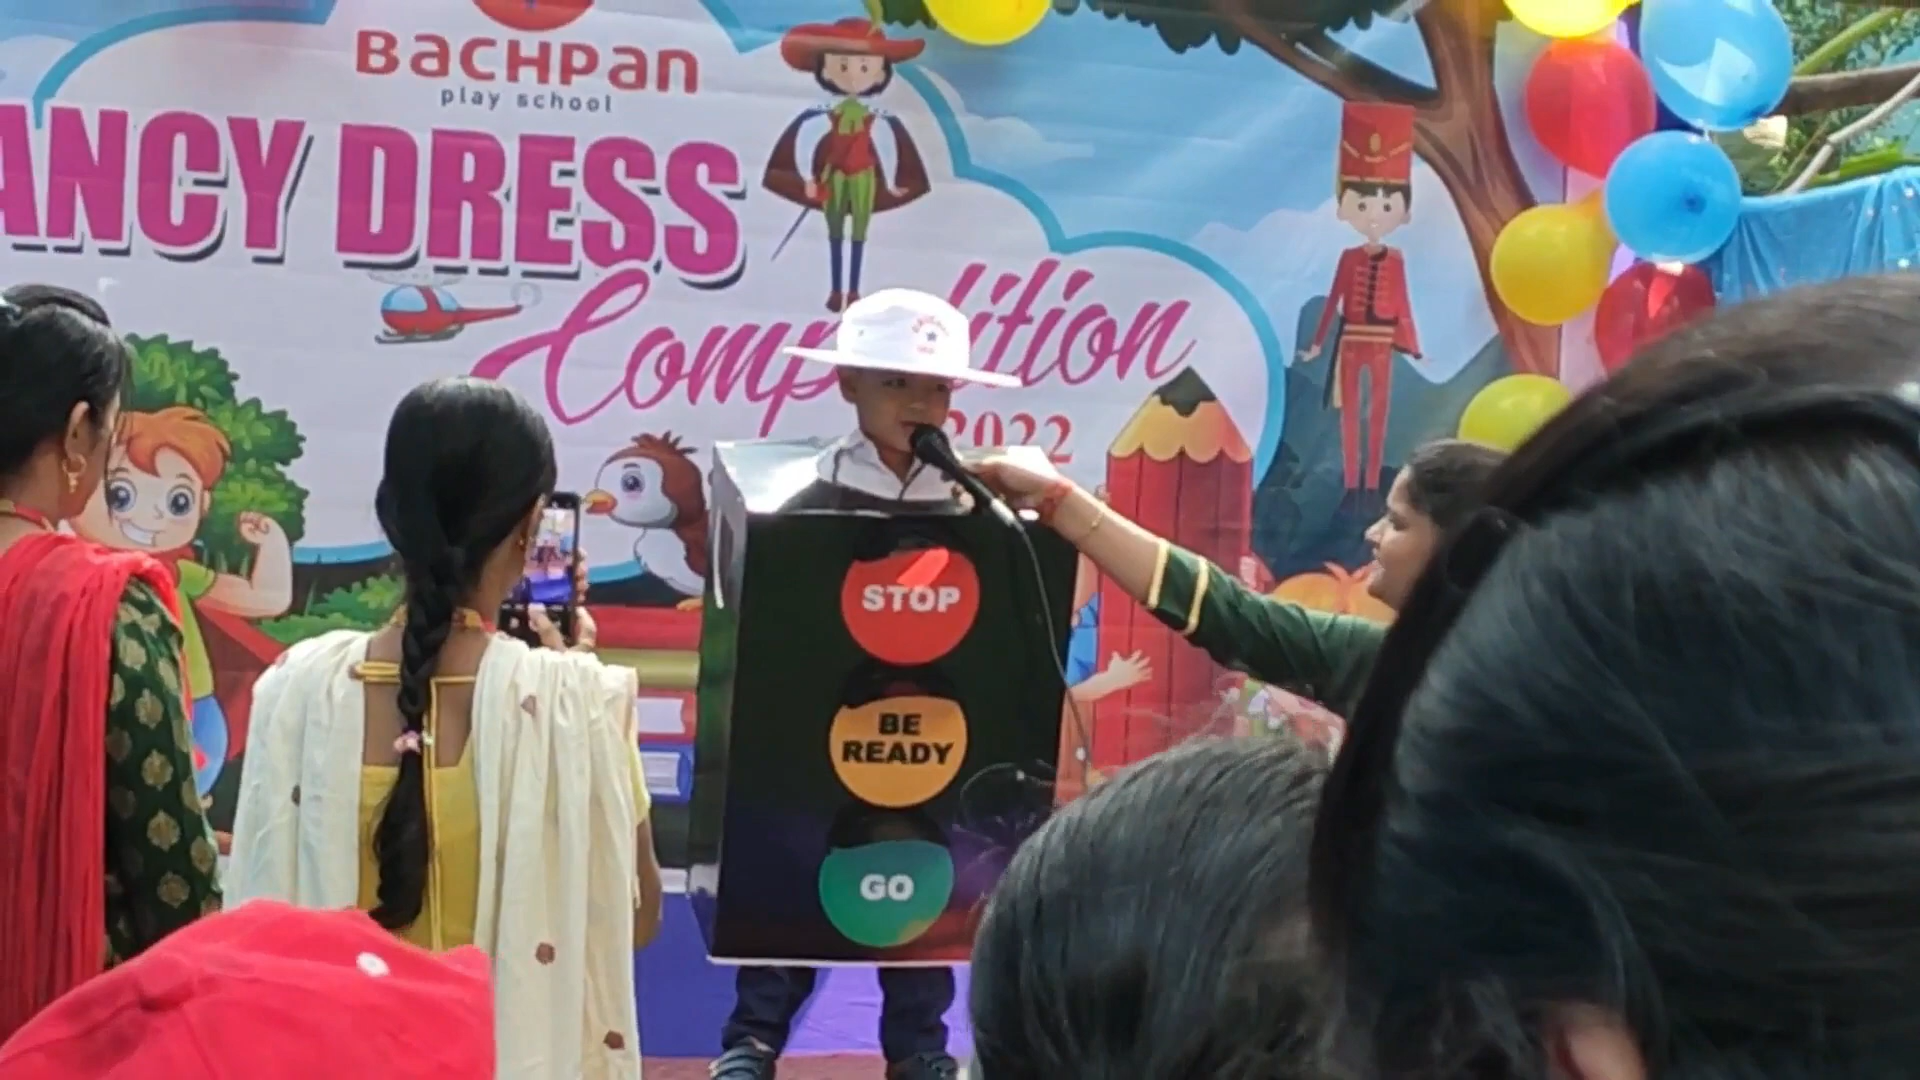 BACHPAN
play school
ANCY DRESS
Comp  ition
2022
STOP
BE
READY
GO